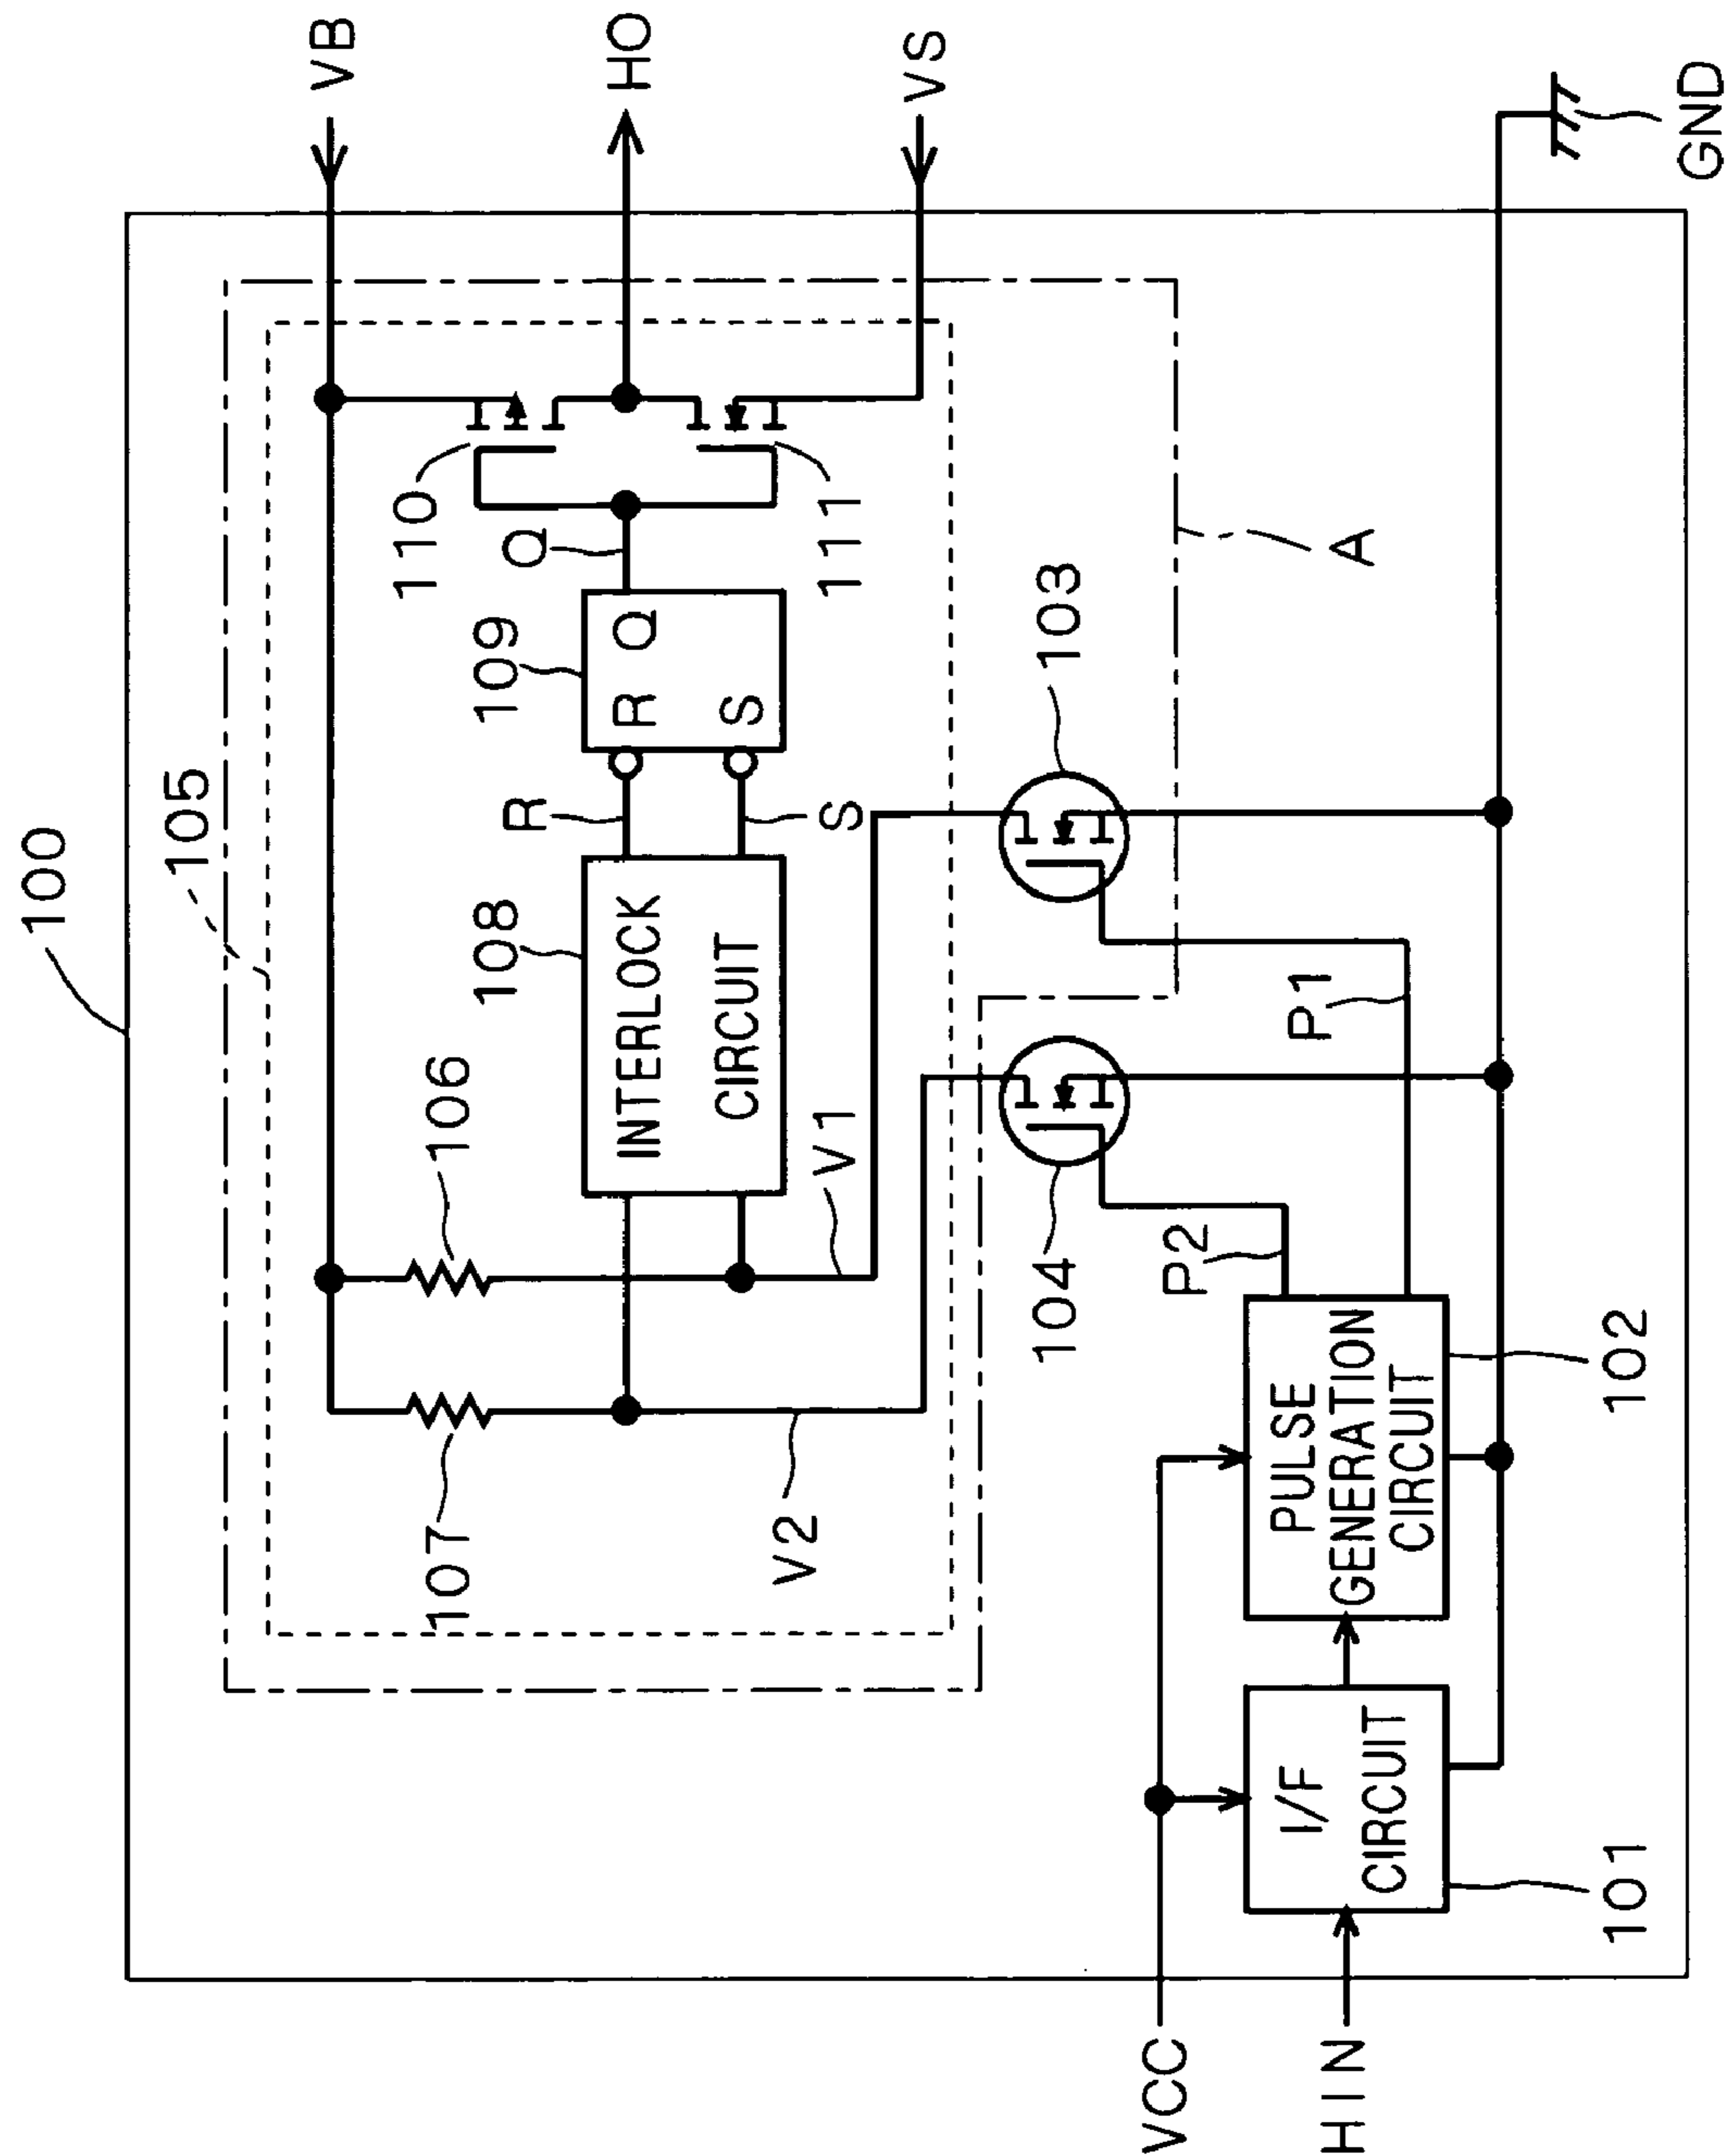 100
105
VB
107
106
108
109
110
Q
R
HO
INTERLOCK
CIRCUIT
R Q
S
S
111
V2
V1
VS
104
103
A
P2
P1
VCC
HIN
I/F
CIRCUIT
PULSE
GENERATION
CIRCUIT
101
102
GND